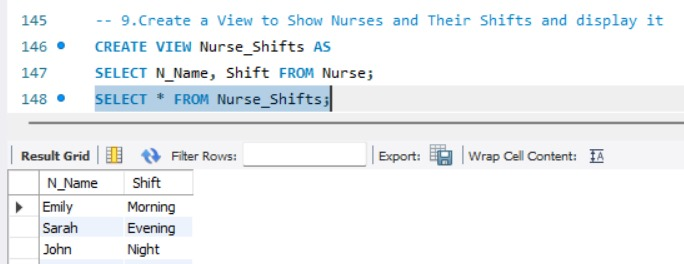 145 -- 9.Create a View to Show Nurses and Their Shifts and display it
146 CREATE VIEW Nurse_Shifts AS
147 SELECT N_Name, Shift FROM Nurse;
148 SELECT * FROM Nurse_Shifts;
Result Grid Filter Rows: Export: Wrap Cell Content: IA
N_Name Shift
Emily Morning
Sarah Evening
John Night